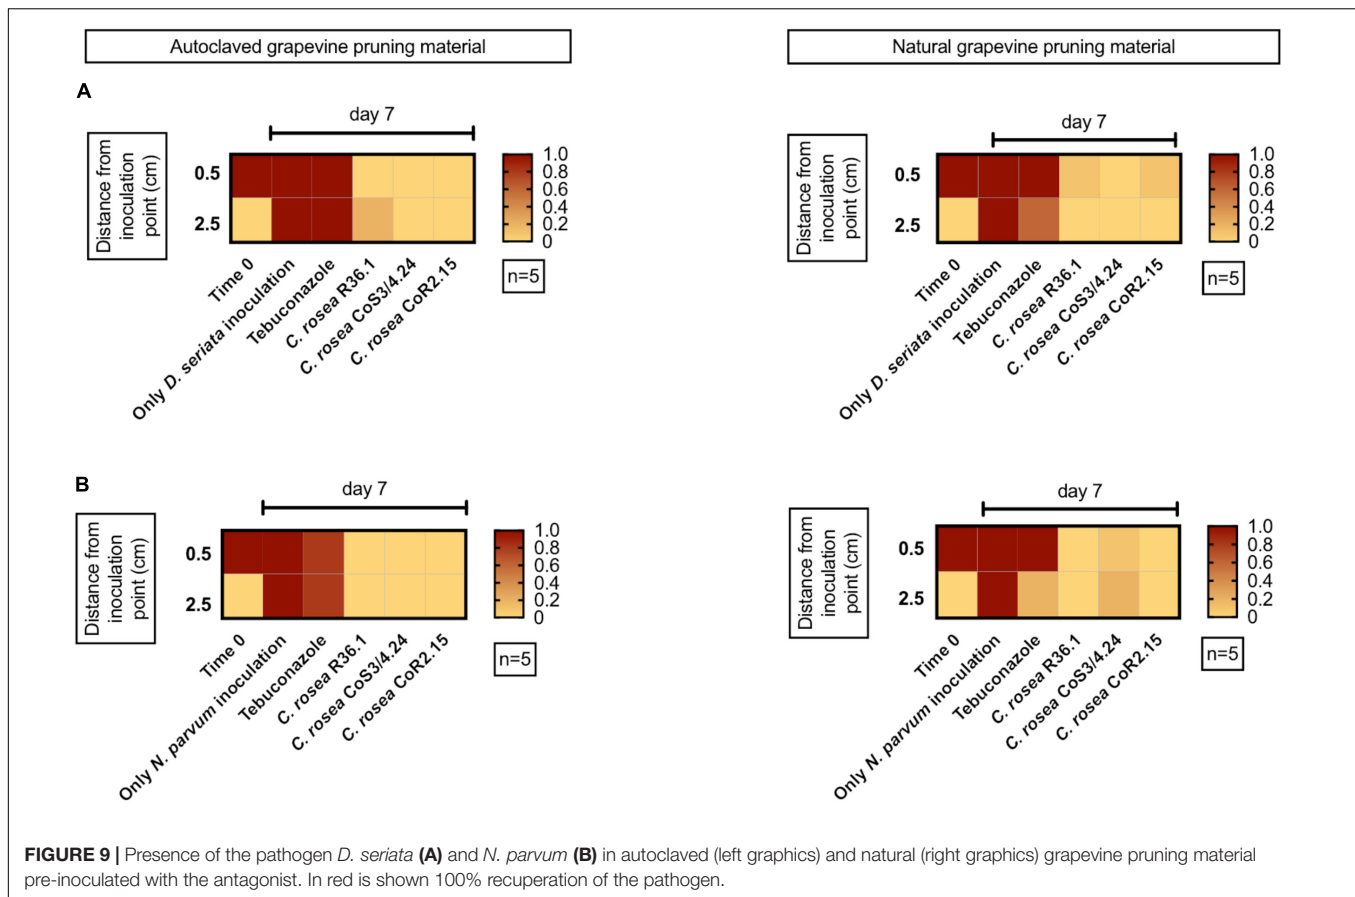 Autoclaved grapevine pruning material
Natural grapevine pruning material
A
day 7
Distance from
inoculation
point (cm)
0.5
2.5
1.0
0.8
0.6
0.4
0.2
0
n=5
Time 0
Only D. seriata inoculation
Tebuconazole
C. rosea R36.1
C. rosea CoS3/4.24
C. rosea CoR2.15
day 7
Distance from
inoculation
point (cm)
0.5
2.5
1.0
0.8
0.6
0.4
0.2
0
n=5
Time 0
Only D. seriata inoculation
Tebuconazole
C. rosea R36.1
C. rosea CoS3/4.24
C. rosea CoR2.15
B
day 7
Distance from
inoculation
point (cm)
0.5
2.5
1.0
0.8
0.6
0.4
0.2
0
n=5
Time 0
Only N. parvum inoculation
Tebuconazole
C. rosea R36.1
C. rosea CoS3/4.24
C. rosea CoR2.15
day 7
Distance from
inoculation
point (cm)
0.5
2.5
1.0
0.8
0.6
0.4
0.2
0
n=5
Time 0
Only N. parvum inoculation
Tebuconazole
C. rosea R36.1
C. rosea CoS3/4.24
C. rosea CoR2.15
FIGURE 9 | Presence of the pathogen D. seriata (A) and N. parvum (B) in autoclaved (left graphics) and natural (right graphics) grapevine pruning material
pre-inoculated with the antagonist. In red is shown 100% recuperation of the pathogen.